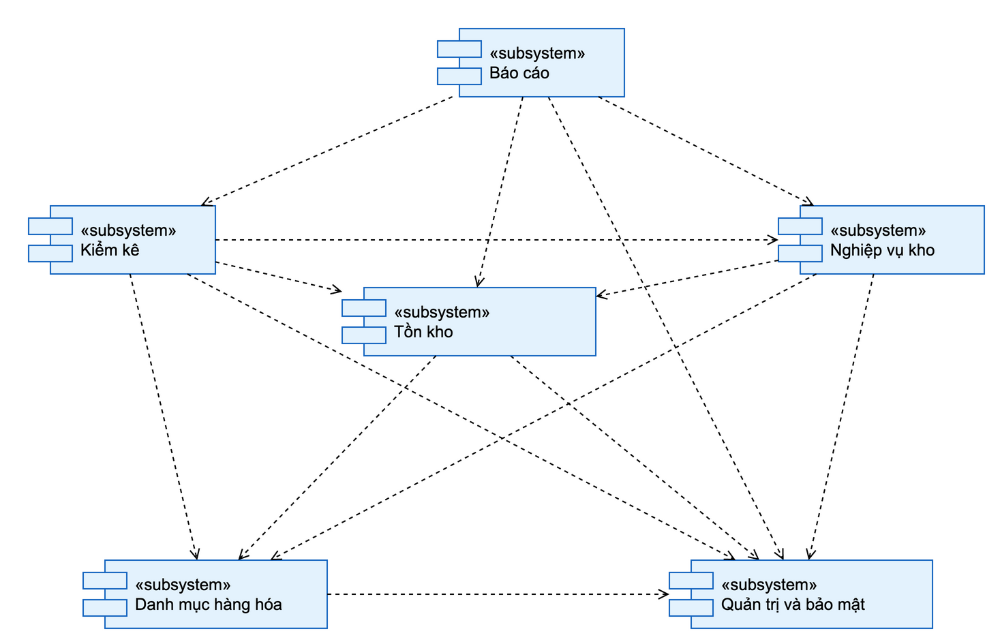 «subsystem»
Báo cáo
«subsystem»
Kiểm kê
«subsystem»
Nghiệp vụ kho
«subsystem»
Tồn kho
«subsystem»
Danh mục hàng hóa
«subsystem»
Quản trị và bảo mật